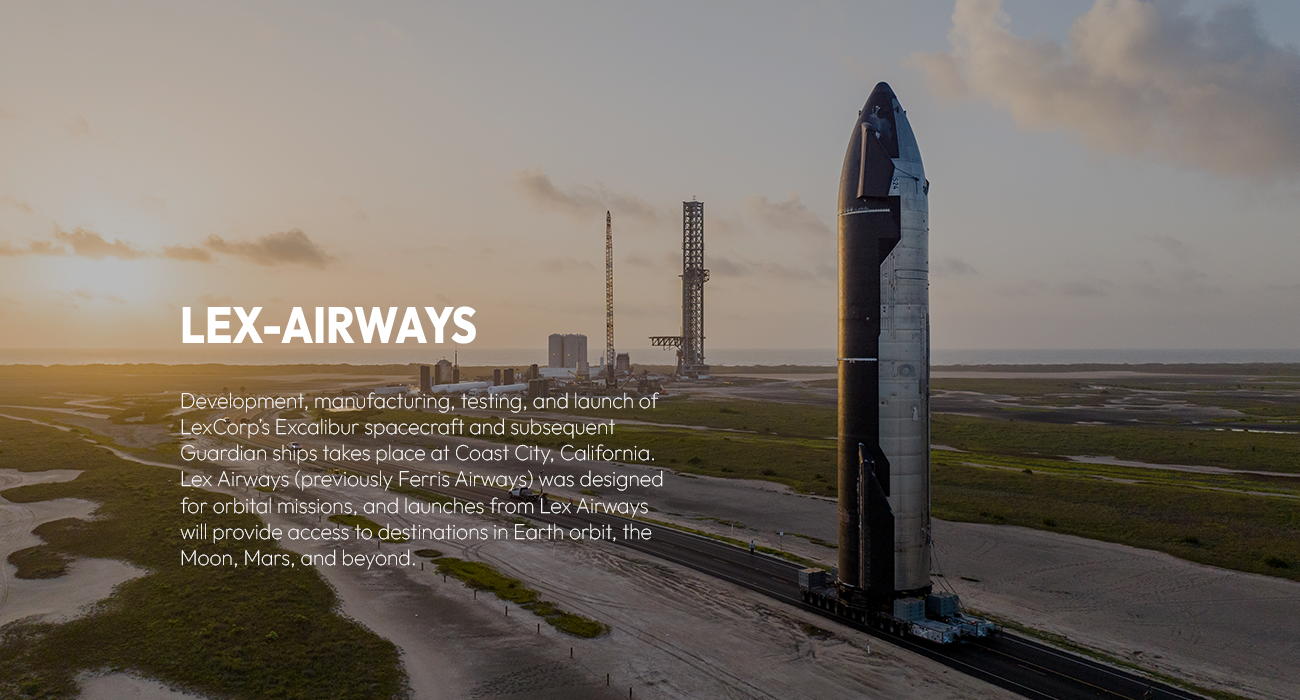 LEX-AIRWAYS
Development, manufacturing, testing, and launch of
LexCorp's Excalibur spacecraft and subsequent
Guardian ships takes place at Coast City, California.
Lex Airways (previously Ferris Airways) was designed
for orbital missions, and launches from Lex Airways
will provide access to destinations in Earth orbit, the
Moon, Mars, and beyond.